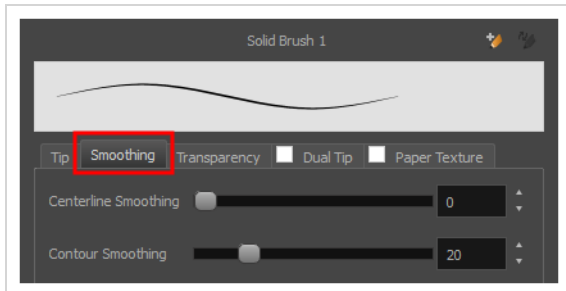 Solid Brush 1
Tip Smoothing Transparency Dual Tip Paper Texture
Centerline Smoothing 0
Contour Smoothing 20